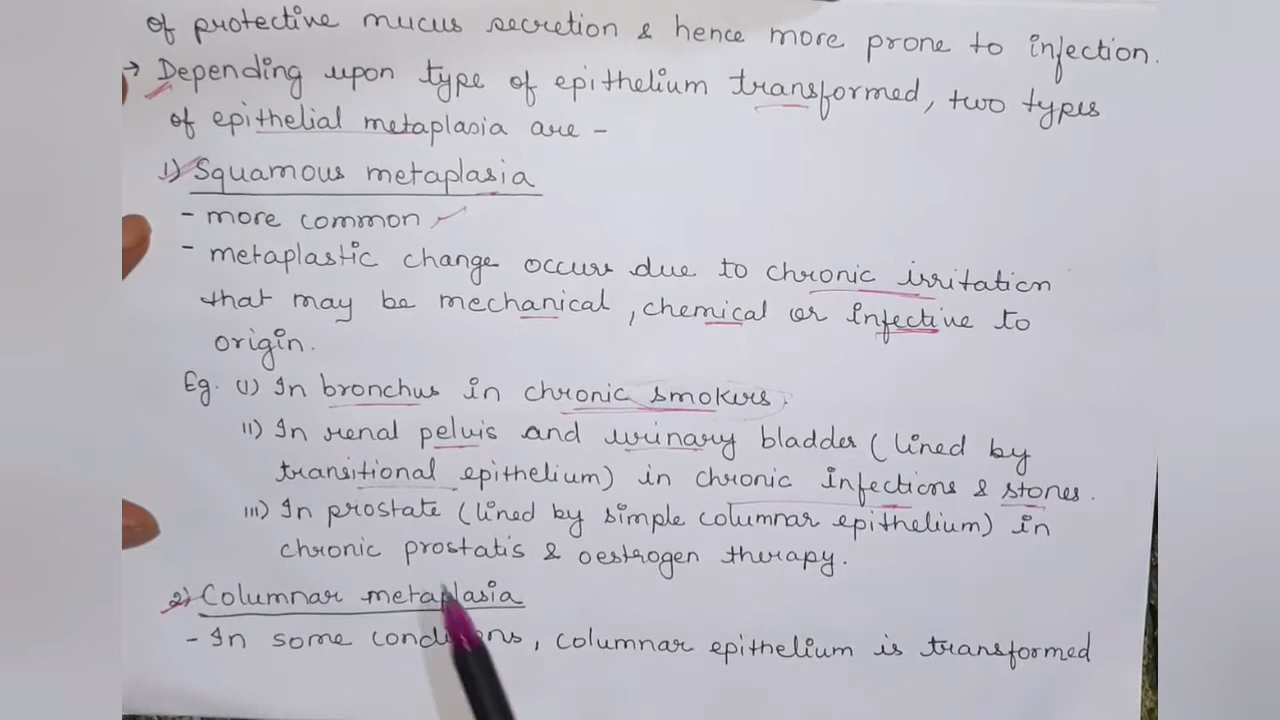 of protective mucus secretion & hence more prone to infection.
→ Depending upon type of epithelium transformed, two types
of epithelial metaplasia are -
1) Squamous metaplasia
- more common ✓
- metaplastic change occurs due to chronic irritation
that may be mechanical, chemical or infective to
origin.
Eg. (i) In bronchus in chronic smokers.
ii) In renal pelvis and urinary bladder (lined by
transitional epithelium) in chronic infections & stones.
iii) In prostate (lined by simple columnar epithelium) in
chronic prostatis & oestrogen therapy.
2) Columnar metaplasia
- In some conditions, columnar epithelium is transformed